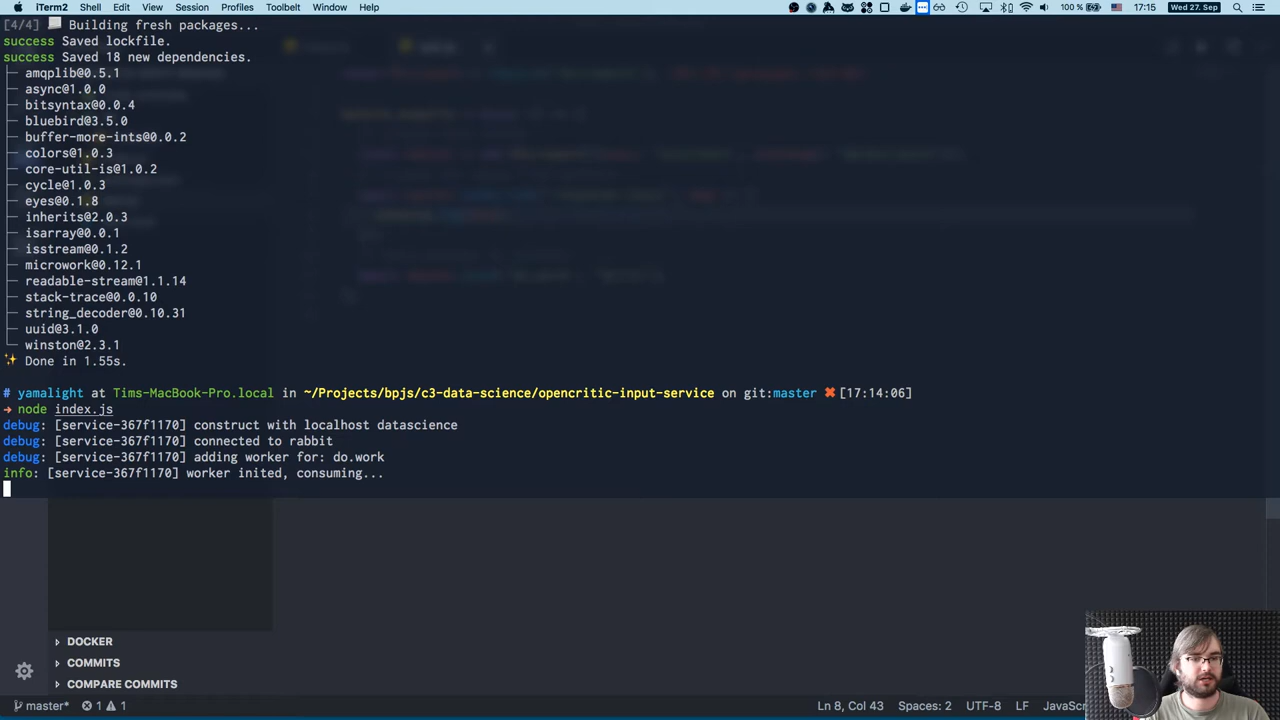 iTerm2 Shell Edit View Session Profiles Toolbelt Window Help 100 % 17:15 Wed 27. Sep
[4/4] Building fresh packages...
success Saved lockfile.
success Saved 18 new dependencies.
├─ amqplib@0.5.1
├─ async@1.0.0
├─ bitsyntax@0.0.4
├─ bluebird@3.5.0
├─ buffer-more-ints@0.0.2
├─ colors@1.0.3
├─ core-util-is@1.0.2
├─ cycle@1.0.3
├─ eyes@0.1.8
├─ inherits@2.0.3
├─ isarray@0.0.1
├─ isstream@0.1.2
├─ microwork@0.12.1
├─ readable-stream@1.1.14
├─ stack-trace@0.0.10
├─ string_decoder@0.10.31
├─ uuid@3.1.0
└─ winston@2.3.1
✨ Done in 1.55s.
# yamalight at Tims-MacBook-Pro.local in ~/Projects/bpjs/c3-data-science/opencritic-input-service on git:master ✖ [17:14:06]
➜ node index.js
debug: [service-367f1170] construct with localhost datascience
debug: [service-367f1170] connected to rabbit
debug: [service-367f1170] adding worker for: do.work
info: [service-367f1170] worker inited, consuming...
DOCKER
COMMITS
COMPARE COMMITS
master* 1 1 Ln 8, Col 43 Spaces: 2 UTF-8 LF